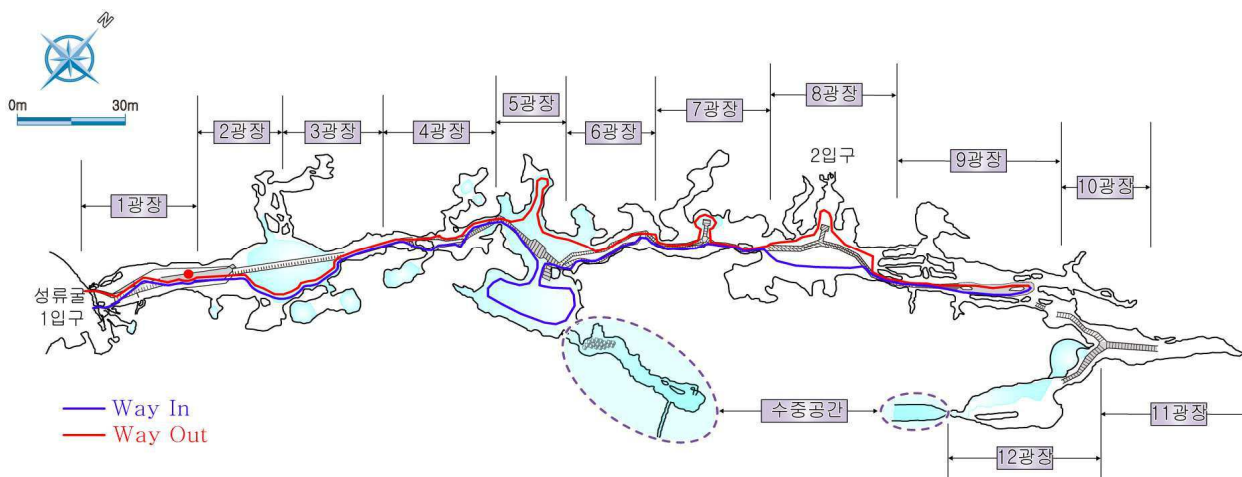 N
0m 30m
1광장
2광장
3광장
4광장
5광장
6광장
7광장
8광장
9광장
10광장
2입구
성류굴
1입구
Way In
Way Out
수중공간
11광장
12광장